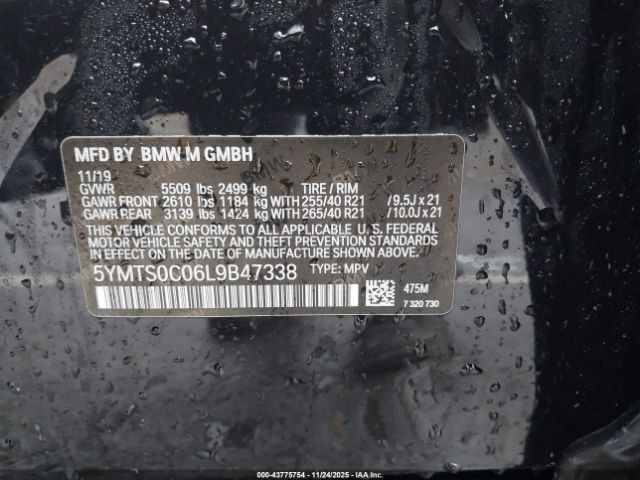 MFD BY BMW M GMBH
11/19
GVWR 5509 lbs 2499 kg TIRE / RIM
GAWR FRONT 2610 lbs 1184 kg WITH 255/40 R21 /9.5J x 21
GAWR REAR 3139 lbs 1424 kg WITH 265/40 R21 /10.0J x 21
THIS VEHICLE CONFORMS TO ALL APPLICABLE U. S. FEDERAL
MOTOR VEHICLE SAFETY, BUMPER, AND THEFT PREVENTION STANDARDS
IN EFFECT ON THE DATE OF MANUFACTURE SHOWN ABOVE.
5YMTS0C06L9B47338 TYPE: MPV
475M
7 320 730
000-43775754 - 11/24/2025 - IAAI.COM